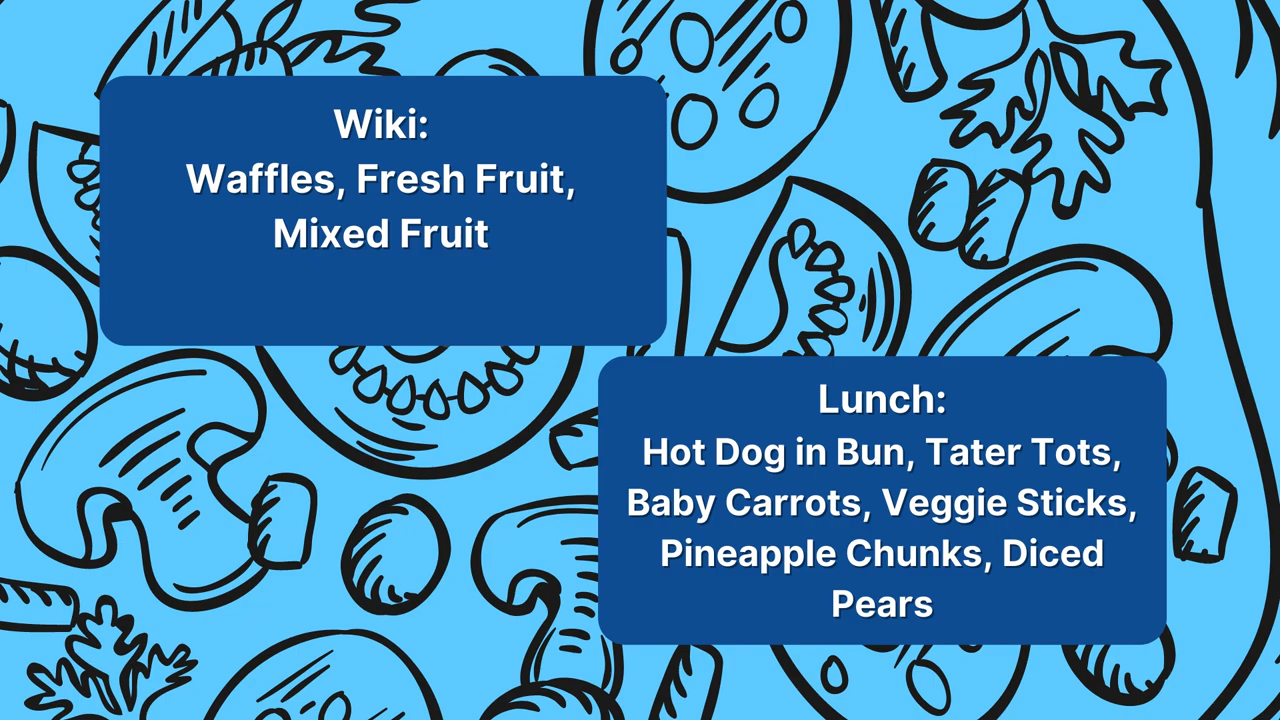 Wiki:
Waffles, Fresh Fruit,
Mixed Fruit
Lunch:
Hot Dog in Bun, Tater Tots,
Baby Carrots, Veggie Sticks,
Pineapple Chunks, Diced
Pears